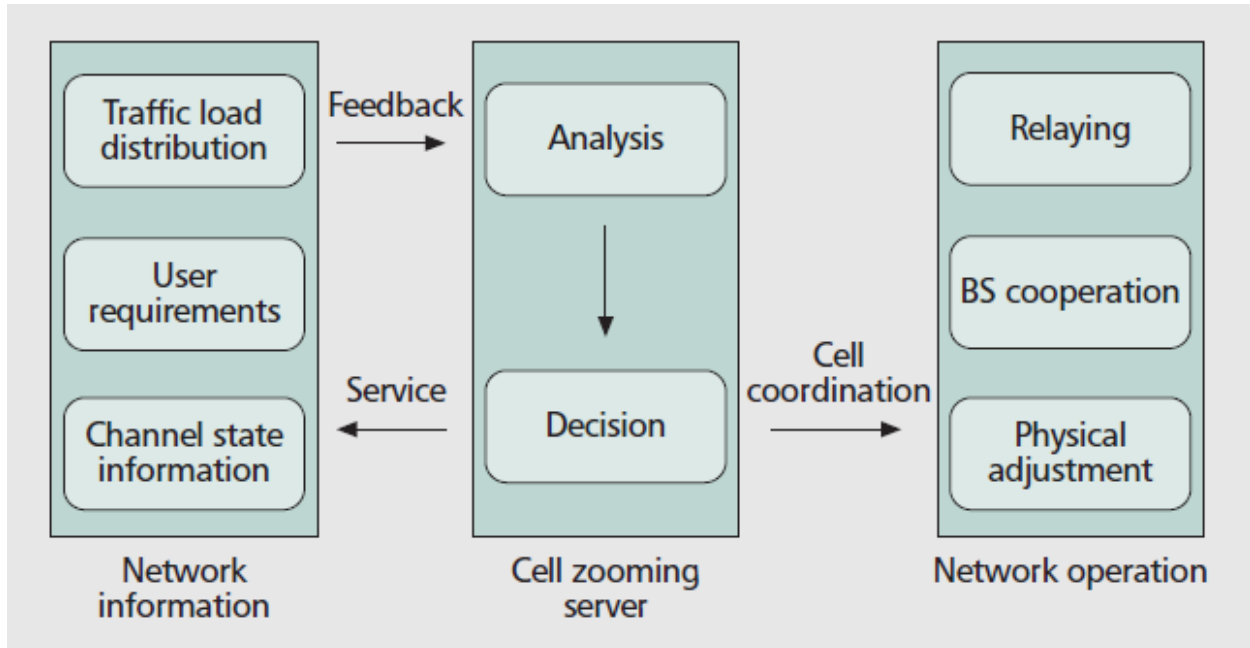 Traffic load
distribution
User
requirements
Channel state
information
Network
information
Feedback
Service
Analysis
Decision
Cell zooming
server
Cell
coordination
Relaying
BS cooperation
Physical
adjustment
Network operation